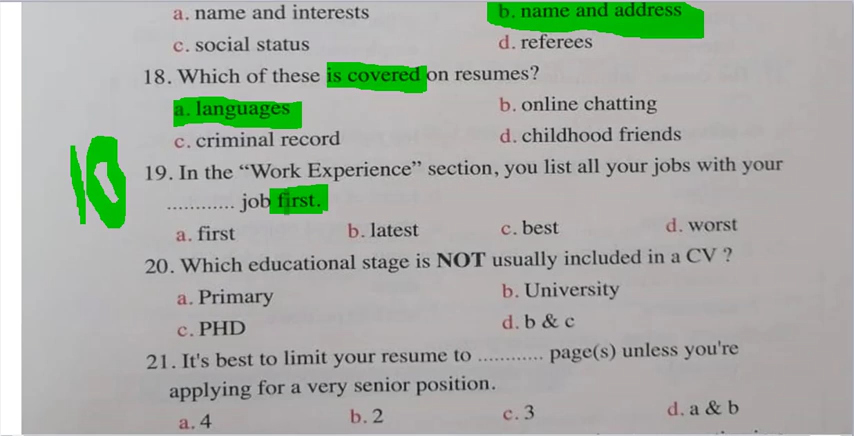 a. name and interests b. name and address
c. social status d. referees
18. Which of these is covered on resumes?
a. languages b. online chatting
c. criminal record d. childhood friends
10
19. In the “Work Experience” section, you list all your jobs with your
............ job first.
a. first b. latest c. best d. worst
20. Which educational stage is NOT usually included in a CV ?
a. Primary b. University
c. PHD d. b & c
21. It's best to limit your resume to ............ page(s) unless you're
applying for a very senior position.
a. 4 b. 2 c. 3 d. a & b